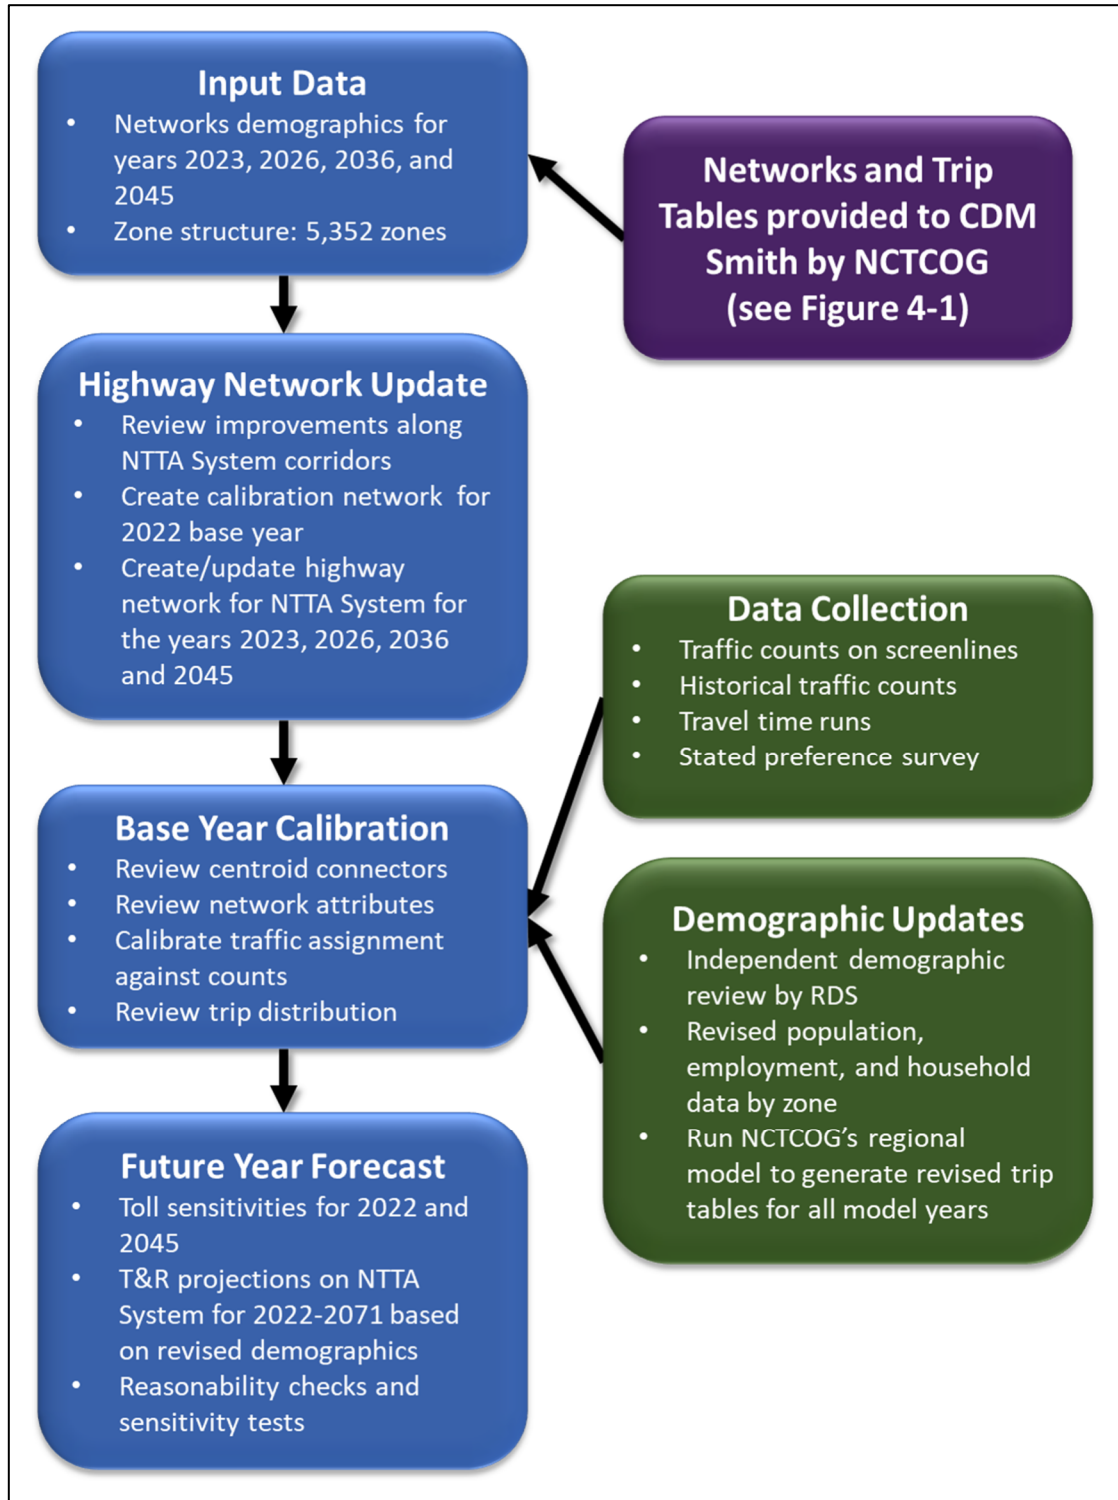 Input Data
• Networks demographics for
years 2023, 2026, 2036, and
2045
• Zone structure: 5,352 zones
Networks and Trip
Tables provided to CDM
Smith by NCTCOG
(see Figure 4-1)
Highway Network Update
• Review improvements along
NTTA System corridors
• Create calibration network for
2022 base year
• Create/update highway
network for NTTA System for
the years 2023, 2026, 2036
and 2045
Data Collection
• Traffic counts on screenlines
• Historical traffic counts
• Travel time runs
• Stated preference survey
Base Year Calibration
• Review centroid connectors
• Review network attributes
• Calibrate traffic assignment
against counts
• Review trip distribution
Demographic Updates
• Independent demographic
review by RDS
• Revised population,
employment, and household
data by zone
• Run NCTCOG's regional
model to generate revised trip
tables for all model years
Future Year Forecast
• Toll sensitivities for 2022 and
2045
• T&R projections on NTTA
System for 2022-2071 based
on revised demographics
• Reasonability checks and
sensitivity tests